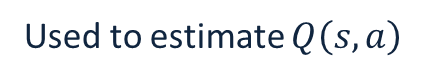 Used to estimate Q(s, a)